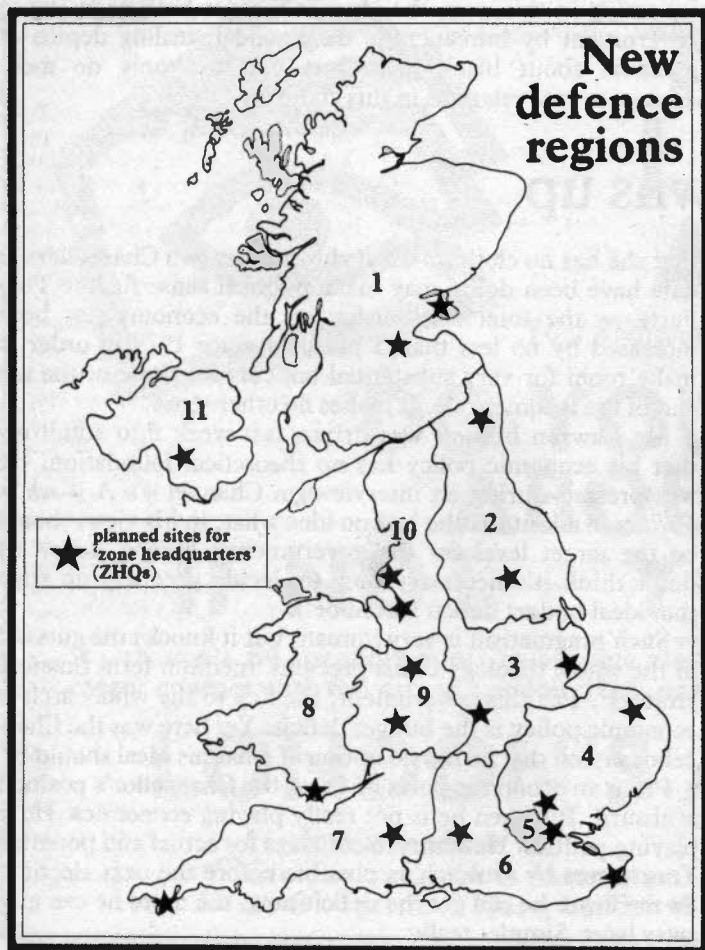 New
defence
regions
1
11
2
10
planned sites for
'zone headquarters'
(ZHQs)
3
9
8
4
5
7
6